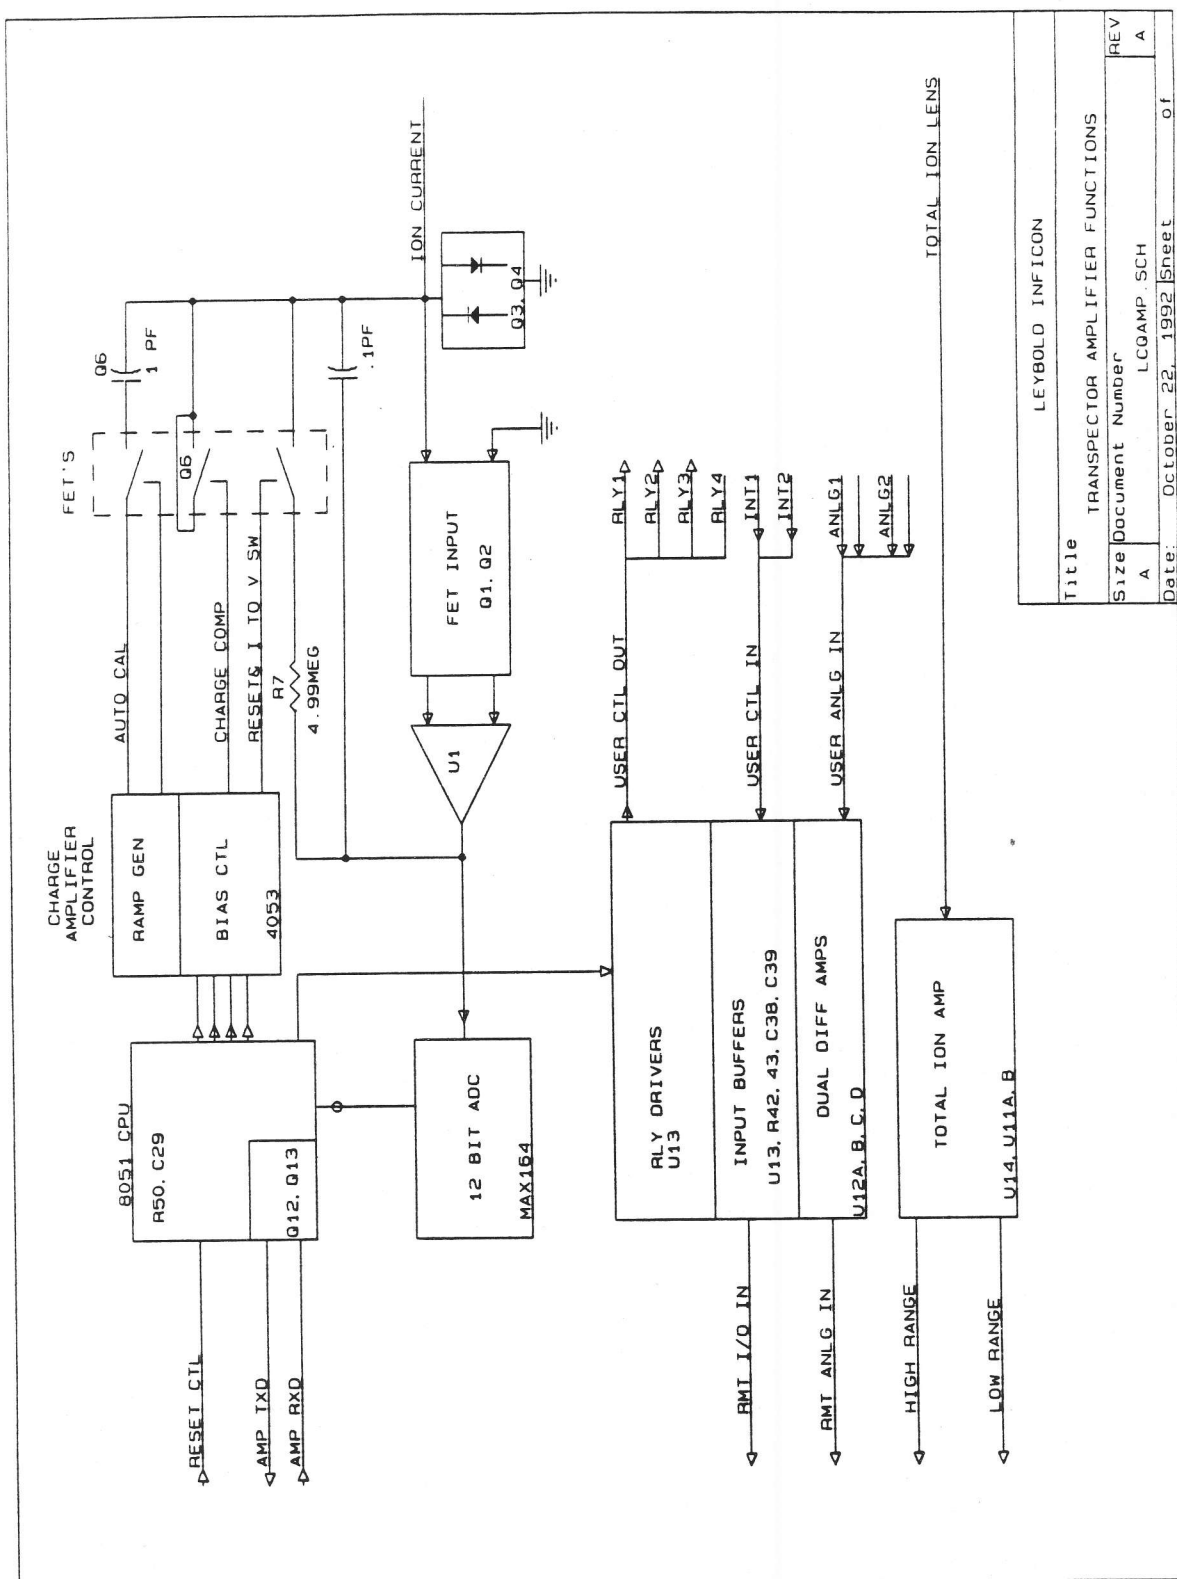 CHARGE
AMPLIFIER
CONTROL
FET'S
8051 CPU
R50, C29
Q12, Q13
RESET CTL
AMP TXD
AMP RXD
RAMP GEN
BIAS CTL
4053
AUTO CAL
CHARGE COMP
RESET& I TO V SW
R7
4.99MEG
Q6
1 PF
Q6
.1PF
ION CURRENT
Q3, Q4
12 BIT ADC
MAX164
U1
FET INPUT
Q1, Q2
RLY DRIVERS
U13
USER CTL OUT
RLY1
RLY2
RLY3
RLY4
INPUT BUFFERS
U13, R42, 43, C38, C39
USER CTL IN
INT1
INT2
RMT I/O IN
DUAL DIFF AMPS
U12A, B, C, D
USER ANLG IN
ANLG1
ANLG2
RMT ANLG IN
TOTAL ION AMP
U14, U11A, B
HIGH RANGE
LOW RANGE
TOTAL ION LENS
LEYBOLD INFICON
Title
TRANSPECTOR AMPLIFIER FUNCTIONS
Size Document Number REV
A LCQAMP.SCH A
Date: October 22, 1992 Sheet of